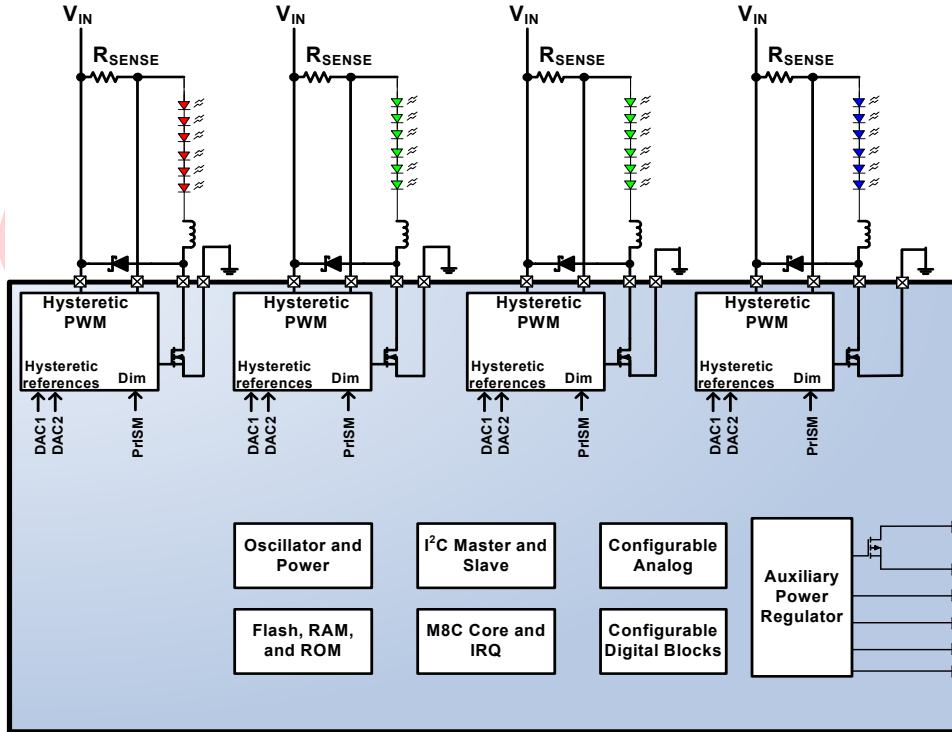 VIN
VIN
VIN
VIN
RSENSE
RSENSE
RSENSE
RSENSE
Hysteretic
PWM
Hysteretic
references
Dim
DAC1
DAC2
PrISM
Hysteretic
PWM
Hysteretic
references
Dim
DAC1
DAC2
PrISM
Hysteretic
PWM
Hysteretic
references
Dim
DAC1
DAC2
PrISM
Hysteretic
PWM
Hysteretic
references
Dim
DAC1
DAC2
PrISM
Oscillator and
Power
I²C Master and
Slave
Configurable
Analog
Auxiliary
Power
Regulator
Flash, RAM,
and ROM
M8C Core and
IRQ
Configurable
Digital Blocks